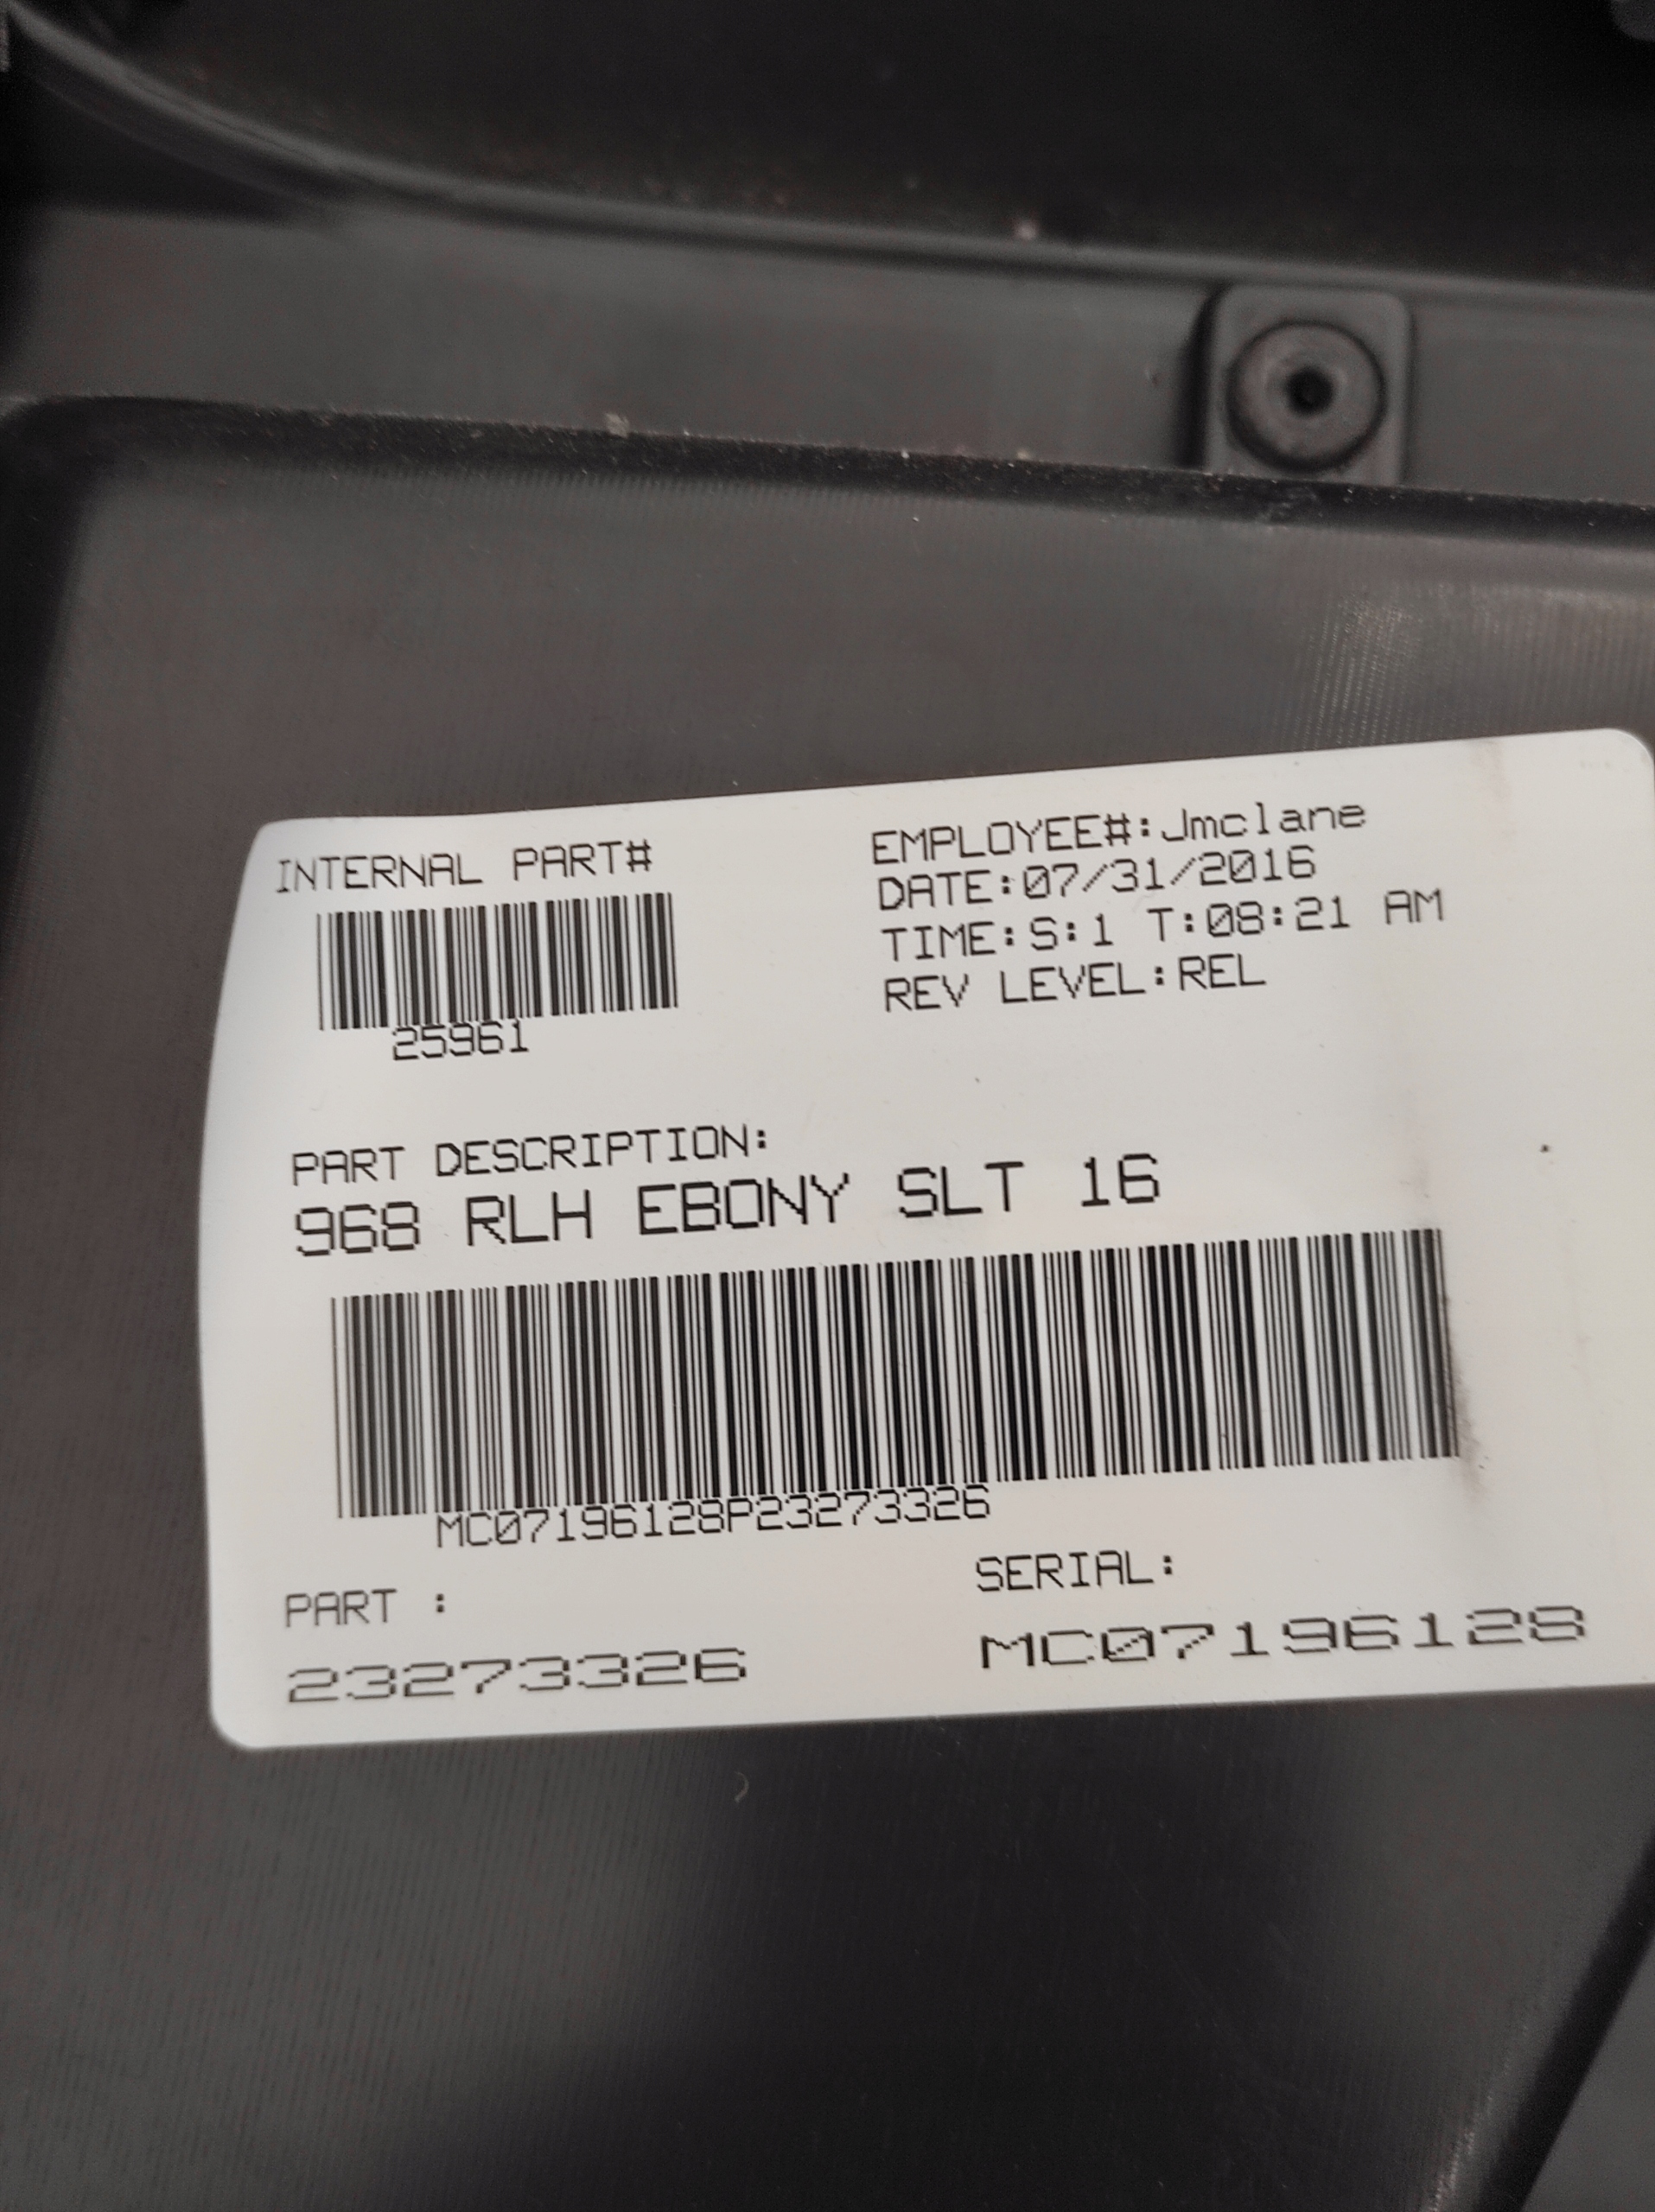 INTERNAL PART#
25961
EMPLOYEE#:Jmclane
DATE:07/31/2016
TIME:S:1 T:08:21 AM
REV LEVEL:REL
PART DESCRIPTION:
968 RLH EBONY SLT 16
MC07196128P23273326
PART :
23273326
SERIAL:
MC07196128